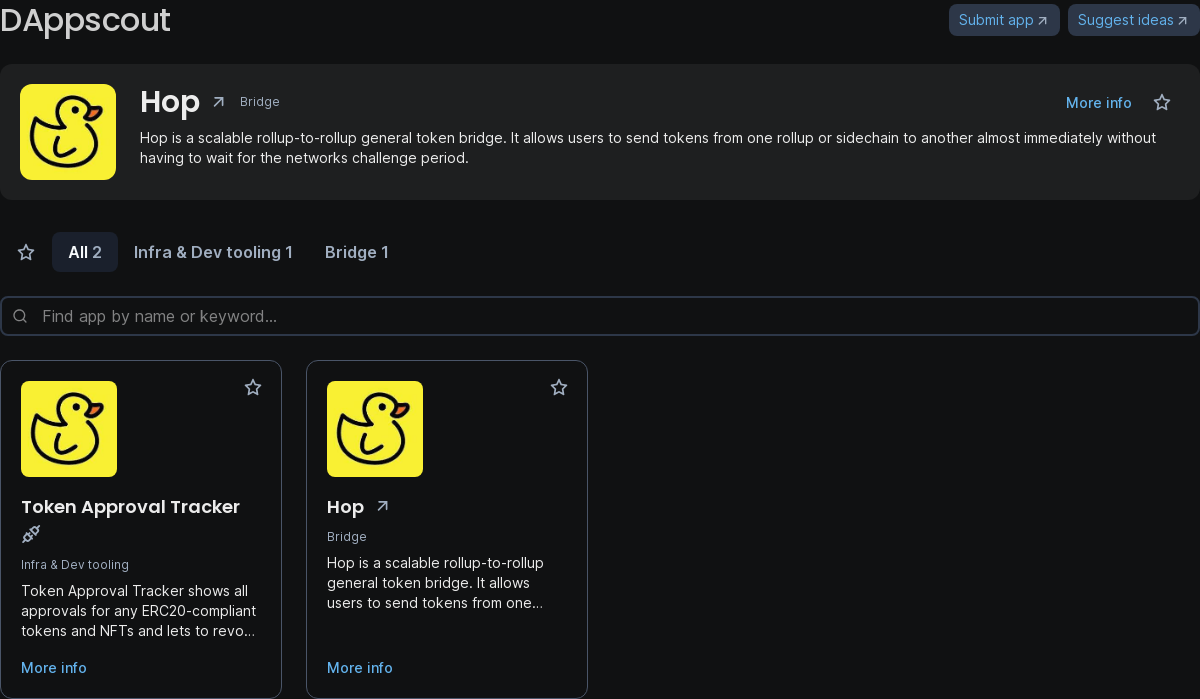 DAppscout
Submit app
Suggest ideas
Hop
Bridge
More info
Hop is a scalable rollup-to-rollup general token bridge. It allows users to send tokens from one rollup or sidechain to another almost immediately without
having to wait for the networks challenge period.
All 2
Infra & Dev tooling 1
Bridge 1
Find app by name or keyword...
Token Approval Tracker
Infra & Dev tooling
Token Approval Tracker shows all
approvals for any ERC20-compliant
tokens and NFTs and lets to revo...
More info
Hop
Bridge
Hop is a scalable rollup-to-rollup
general token bridge. It allows
users to send tokens from one...
More info